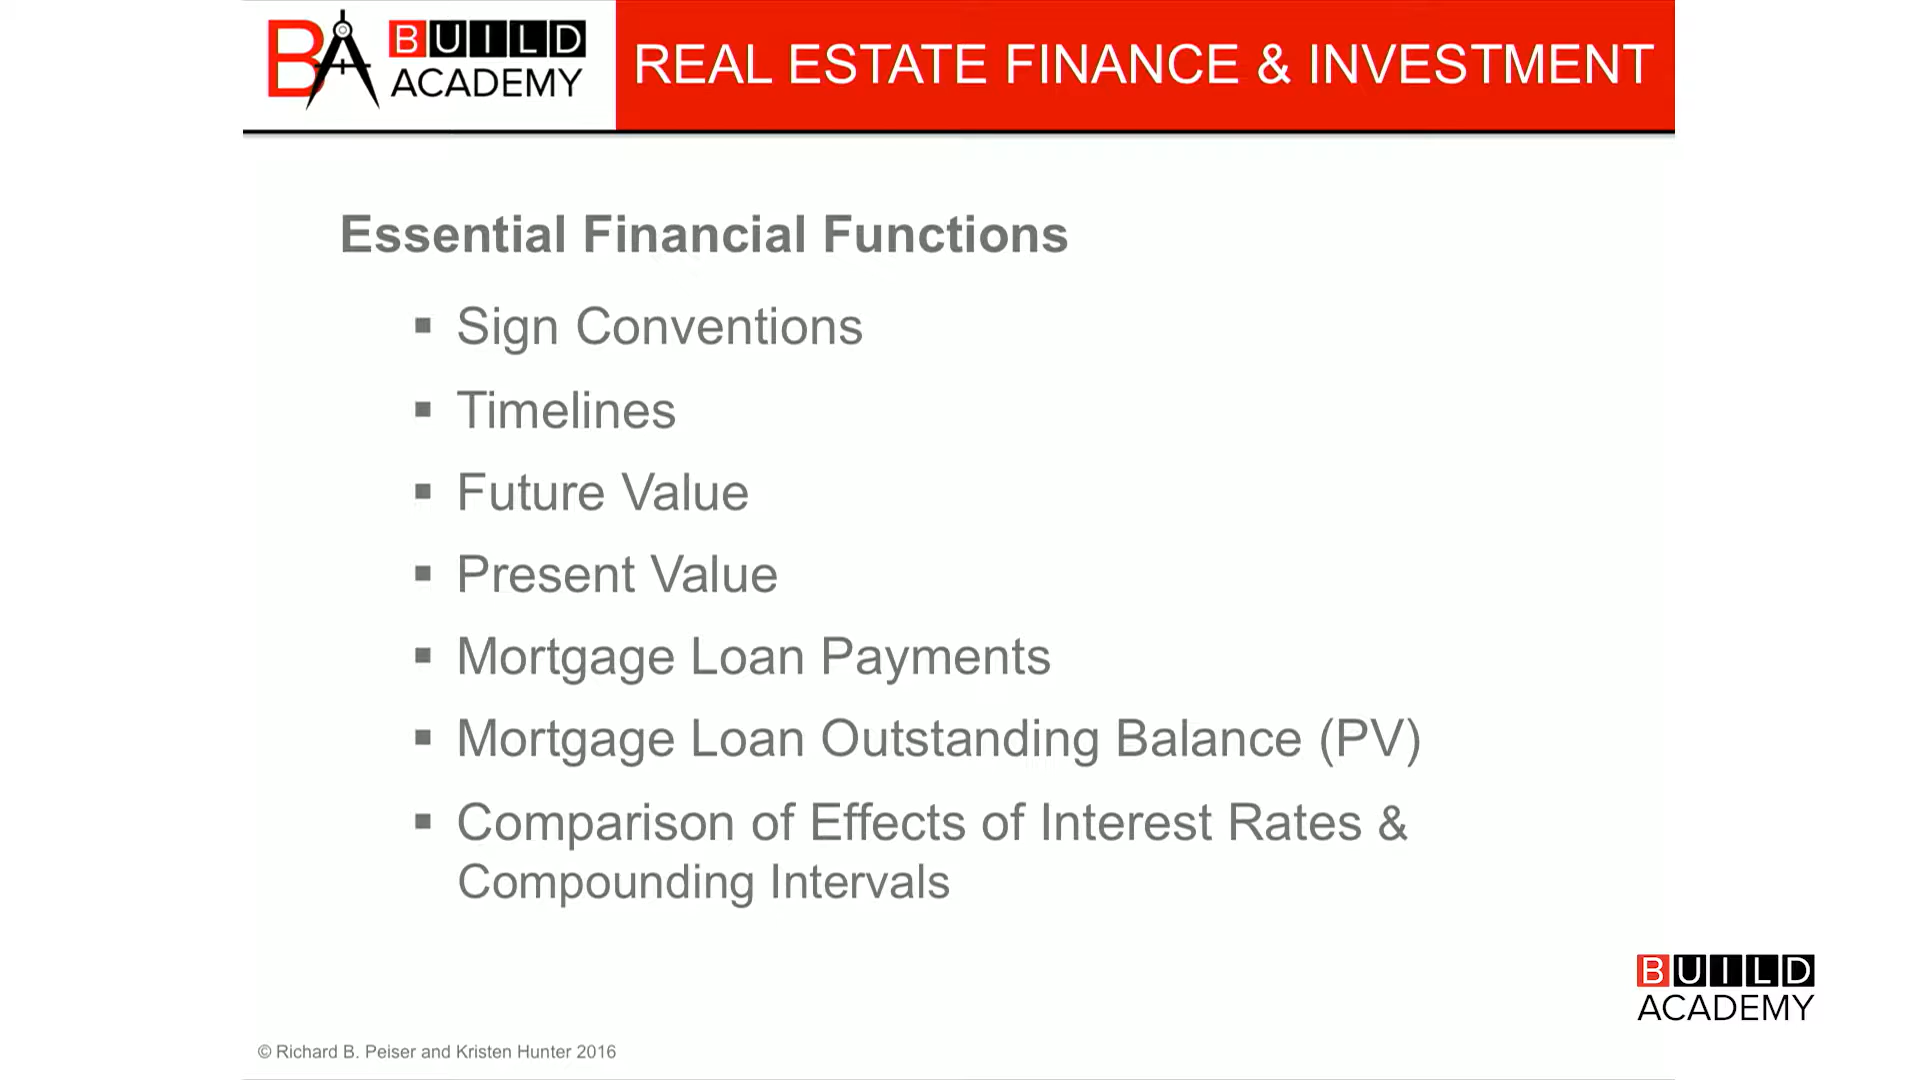 BA BUILD
ACADEMY
REAL ESTATE FINANCE & INVESTMENT
Essential Financial Functions
▪ Sign Conventions
▪ Timelines
▪ Future Value
▪ Present Value
▪ Mortgage Loan Payments
▪ Mortgage Loan Outstanding Balance (PV)
▪ Comparison of Effects of Interest Rates &
Compounding Intervals
BUILD
ACADEMY
© Richard B. Peiser and Kristen Hunter 2016